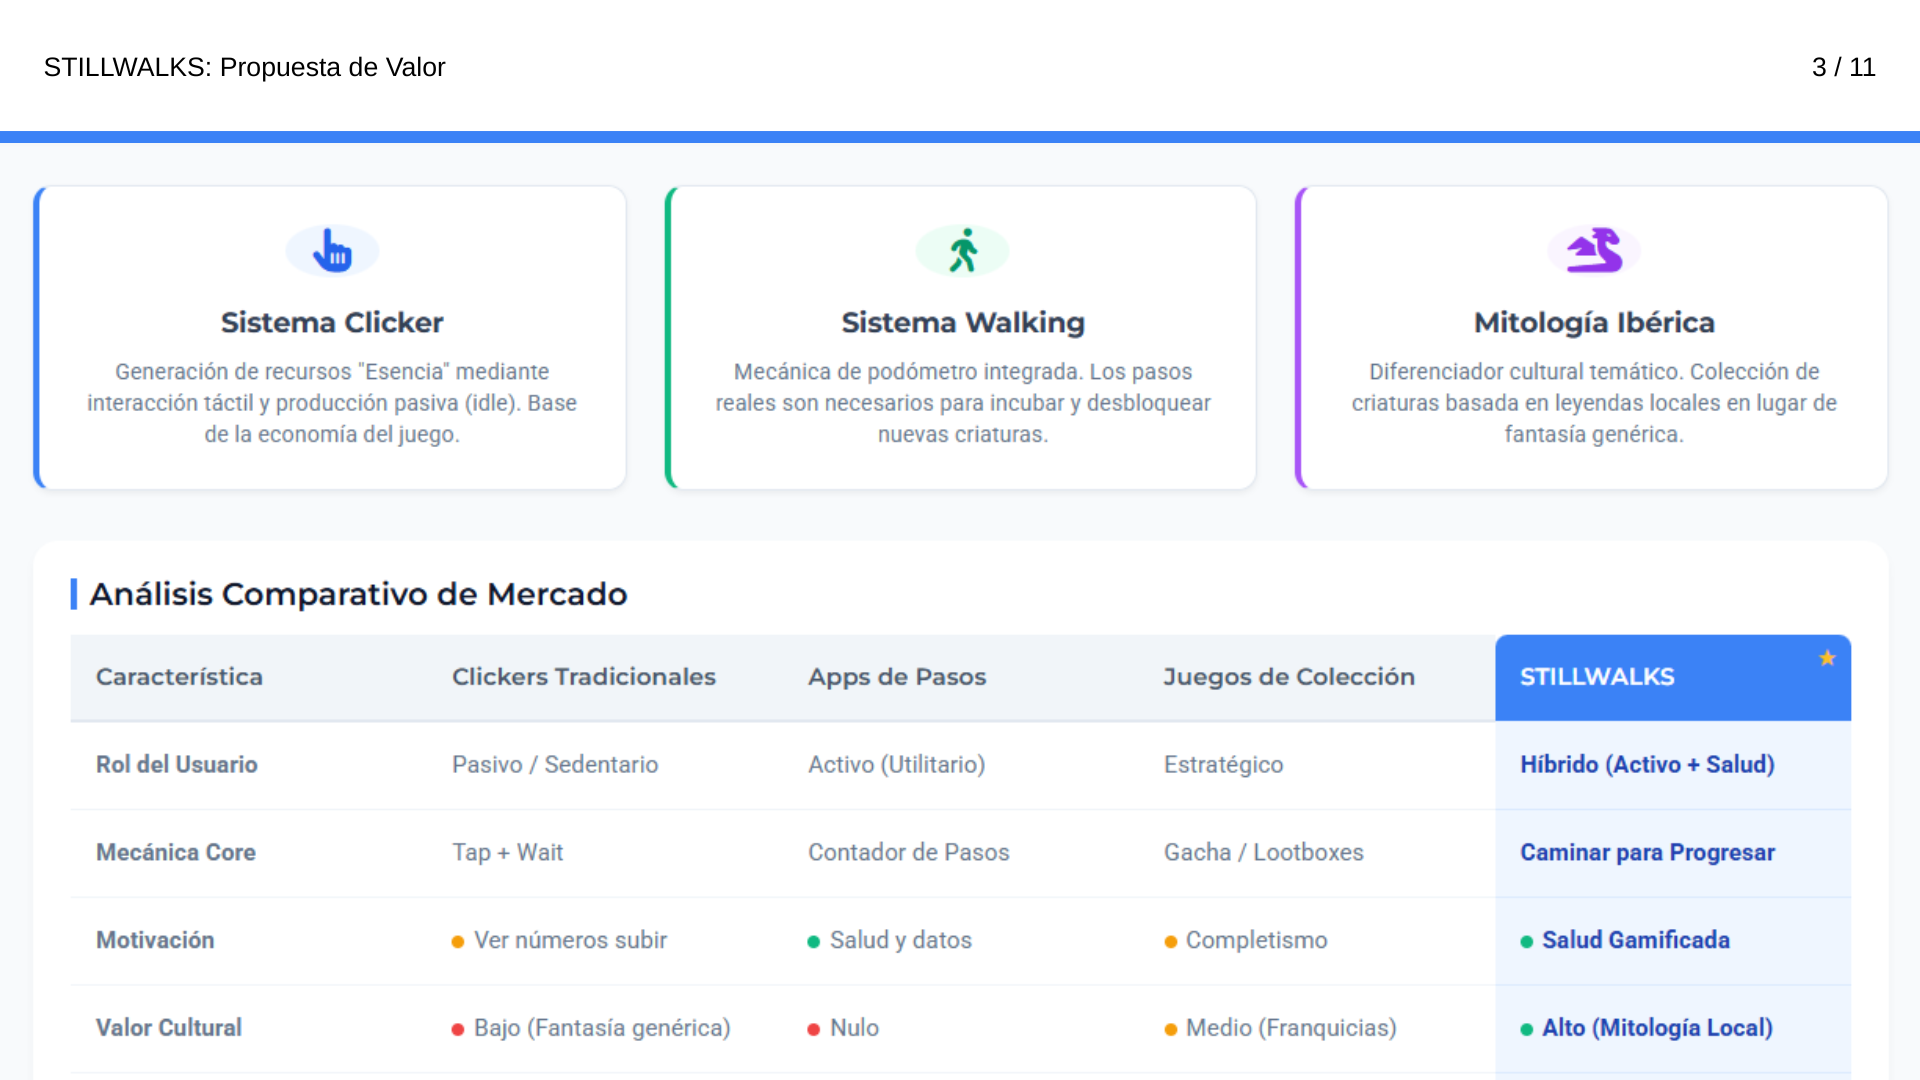 STILLWALKS: Propuesta de Valor
3 / 11
Sistema Clicker
Generación de recursos "Esencia" mediante
interacción táctil y producción pasiva (idle). Base
de la economía del juego.
Sistema Walking
Mecánica de podómetro integrada. Los pasos
reales son necesarios para incubar y desbloquear
nuevas criaturas.
Mitología Ibérica
Diferenciador cultural temático. Colección de
criaturas basada en leyendas locales en lugar de
fantasía genérica.
Análisis Comparativo de Mercado
Característica Clickers Tradicionales Apps de Pasos Juegos de Colección STILLWALKS
Rol del Usuario Pasivo / Sedentario Activo (Utilitario) Estratégico Híbrido (Activo + Salud)
Mecánica Core Tap + Wait Contador de Pasos Gacha / Lootboxes Caminar para Progresar
Motivación Ver números subir Salud y datos Completismo Salud Gamificada
Valor Cultural Bajo (Fantasía genérica) Nulo Medio (Franquicias) Alto (Mitología Local)